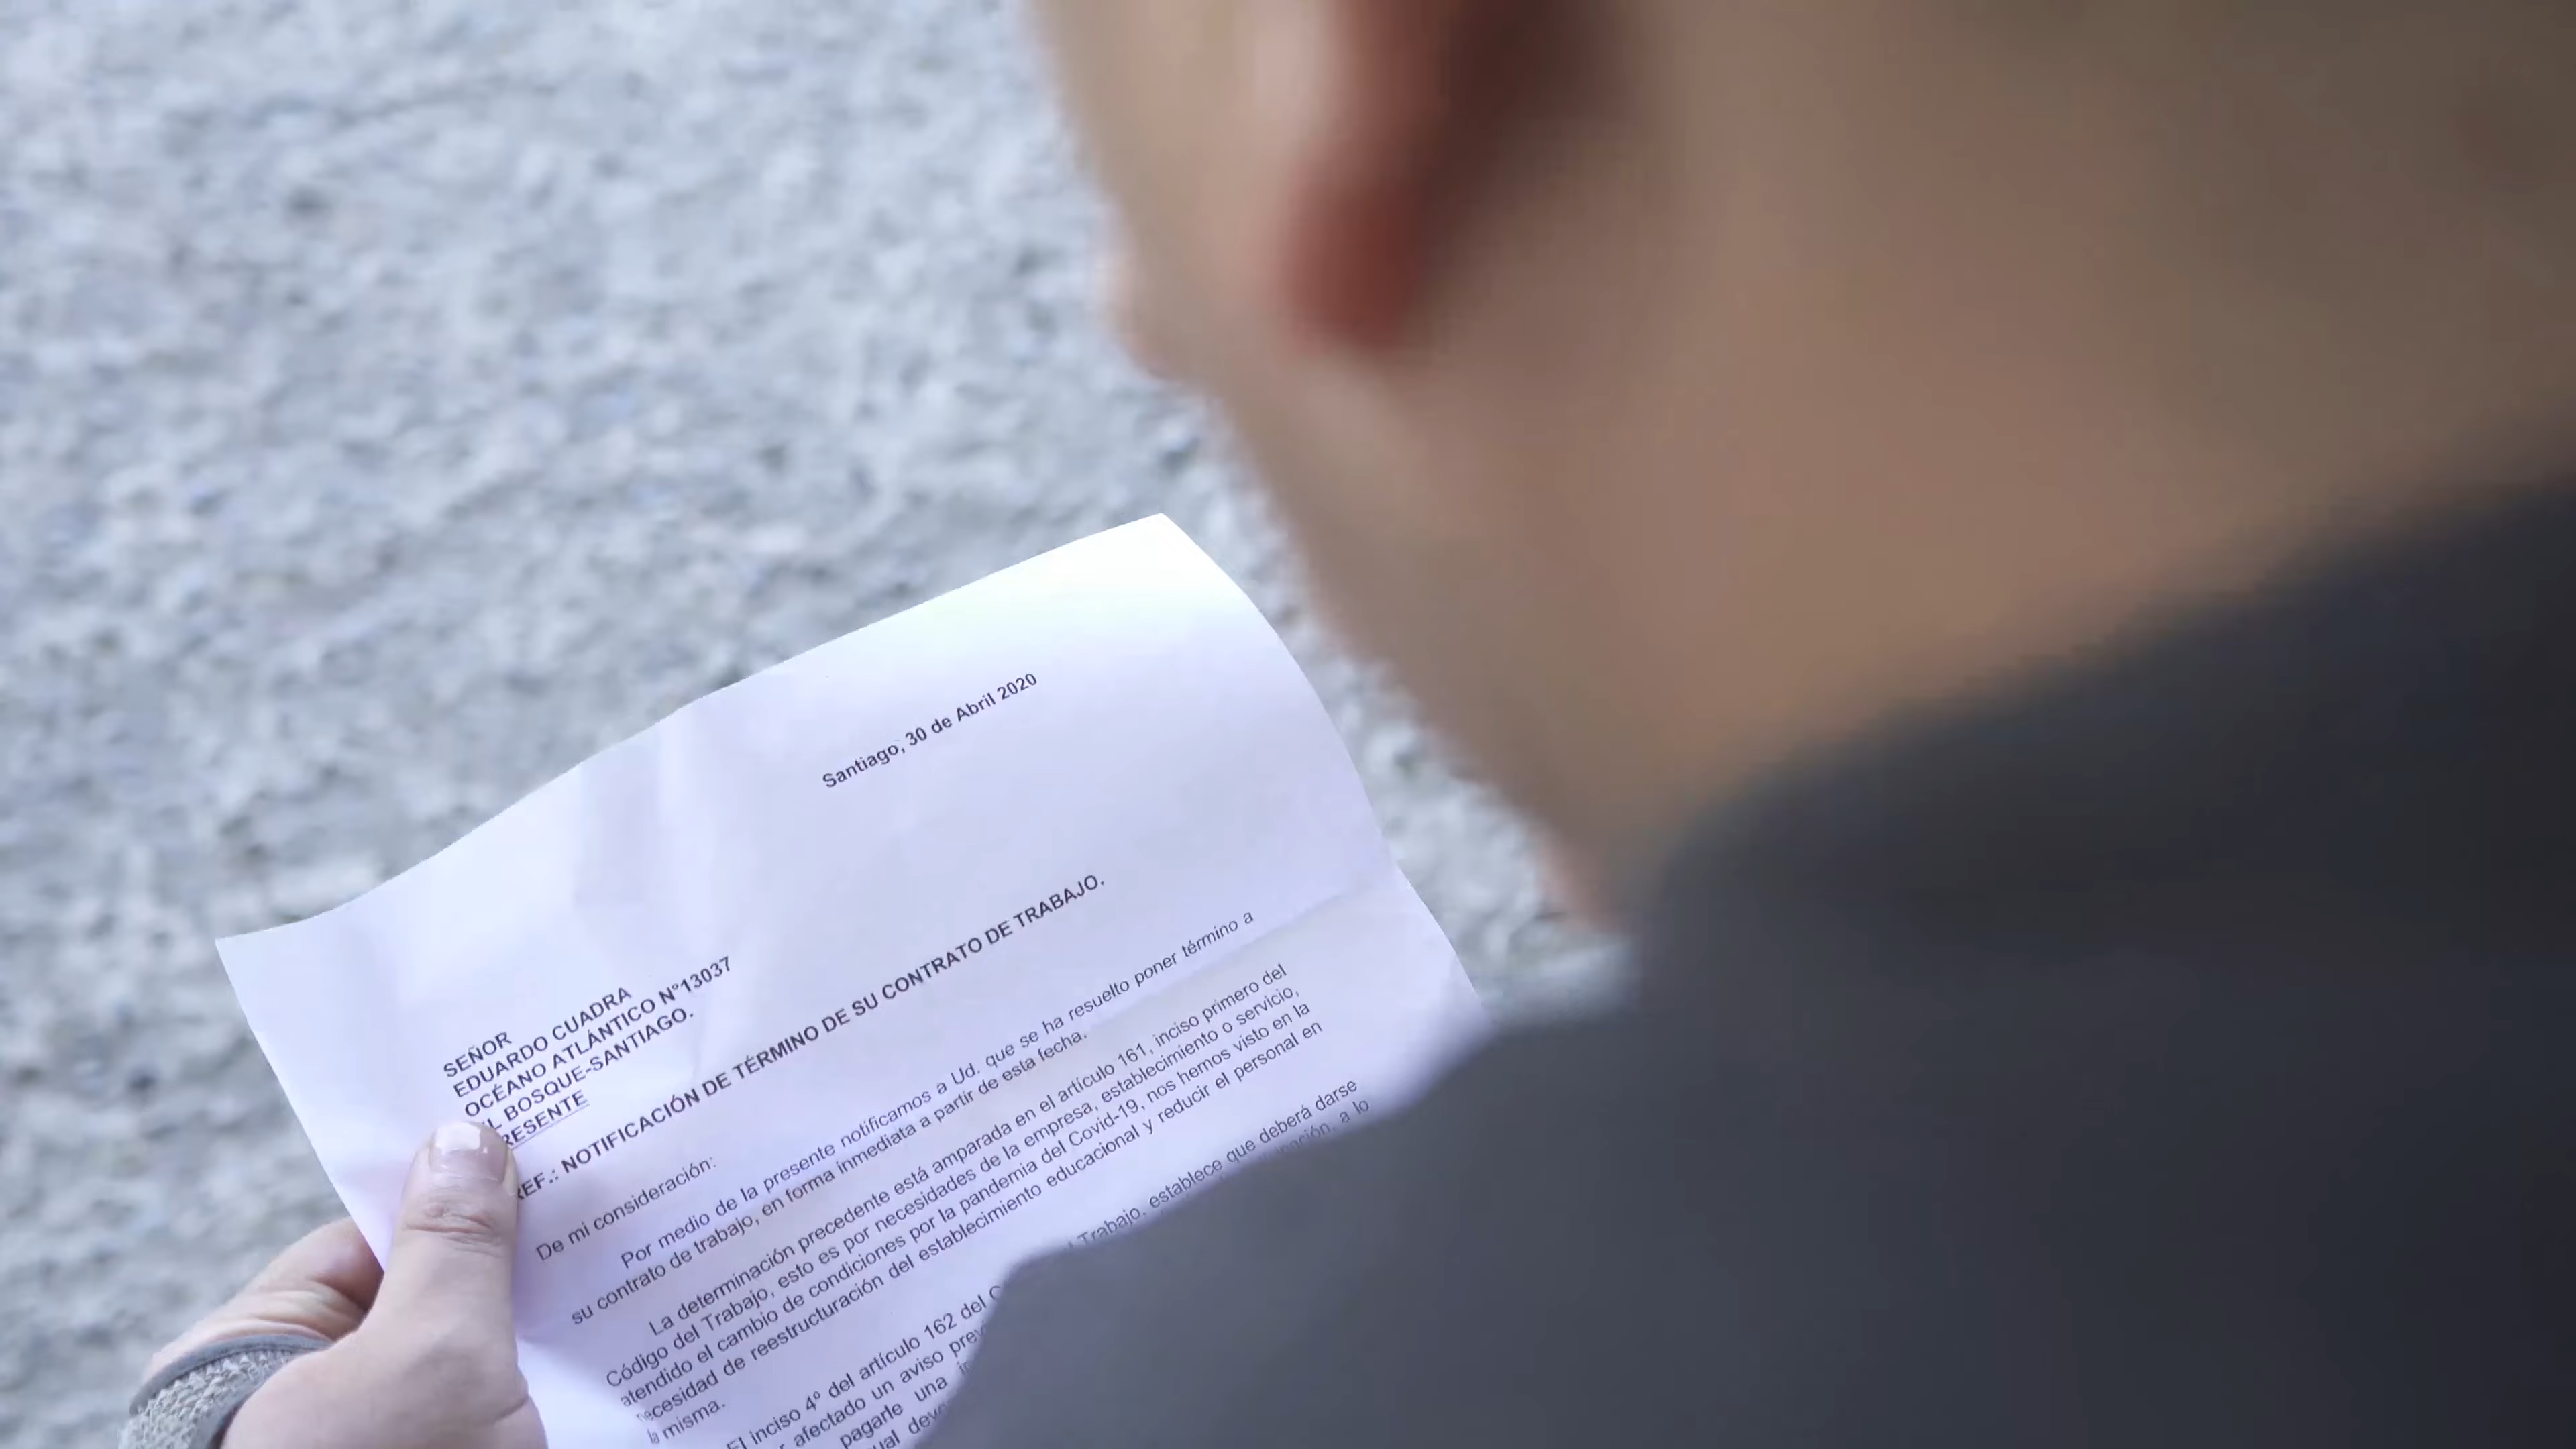 Santiago, 30 de Abril 2020
SEÑOR
EDUARDO CUADRA
OCÉANO ATLÁNTICO N°13037
L BOSQUE-SANTIAGO.
RESENTE
REF.: NOTIFICACIÓN DE TÉRMINO DE SU CONTRATO DE TRABAJO.
De mi consideración:
Por medio de la presente notificamos a Ud. que se ha resuelto poner término a
su contrato de trabajo, en forma inmediata a partir de esta fecha.
La determinación precedente está amparada en el artículo 161, inciso primero del
Código del Trabajo, esto es por necesidades de la empresa, establecimiento o servicio,
atendido el cambio de condiciones por la pandemia del Covid-19, nos hemos visto en la
necesidad de reestructuración del establecimiento educacional y reducir el personal en
la misma.
El inciso 4º del artículo 162 del Trabajo, establece que deberá darse
afectado un aviso a lo
pagarle una